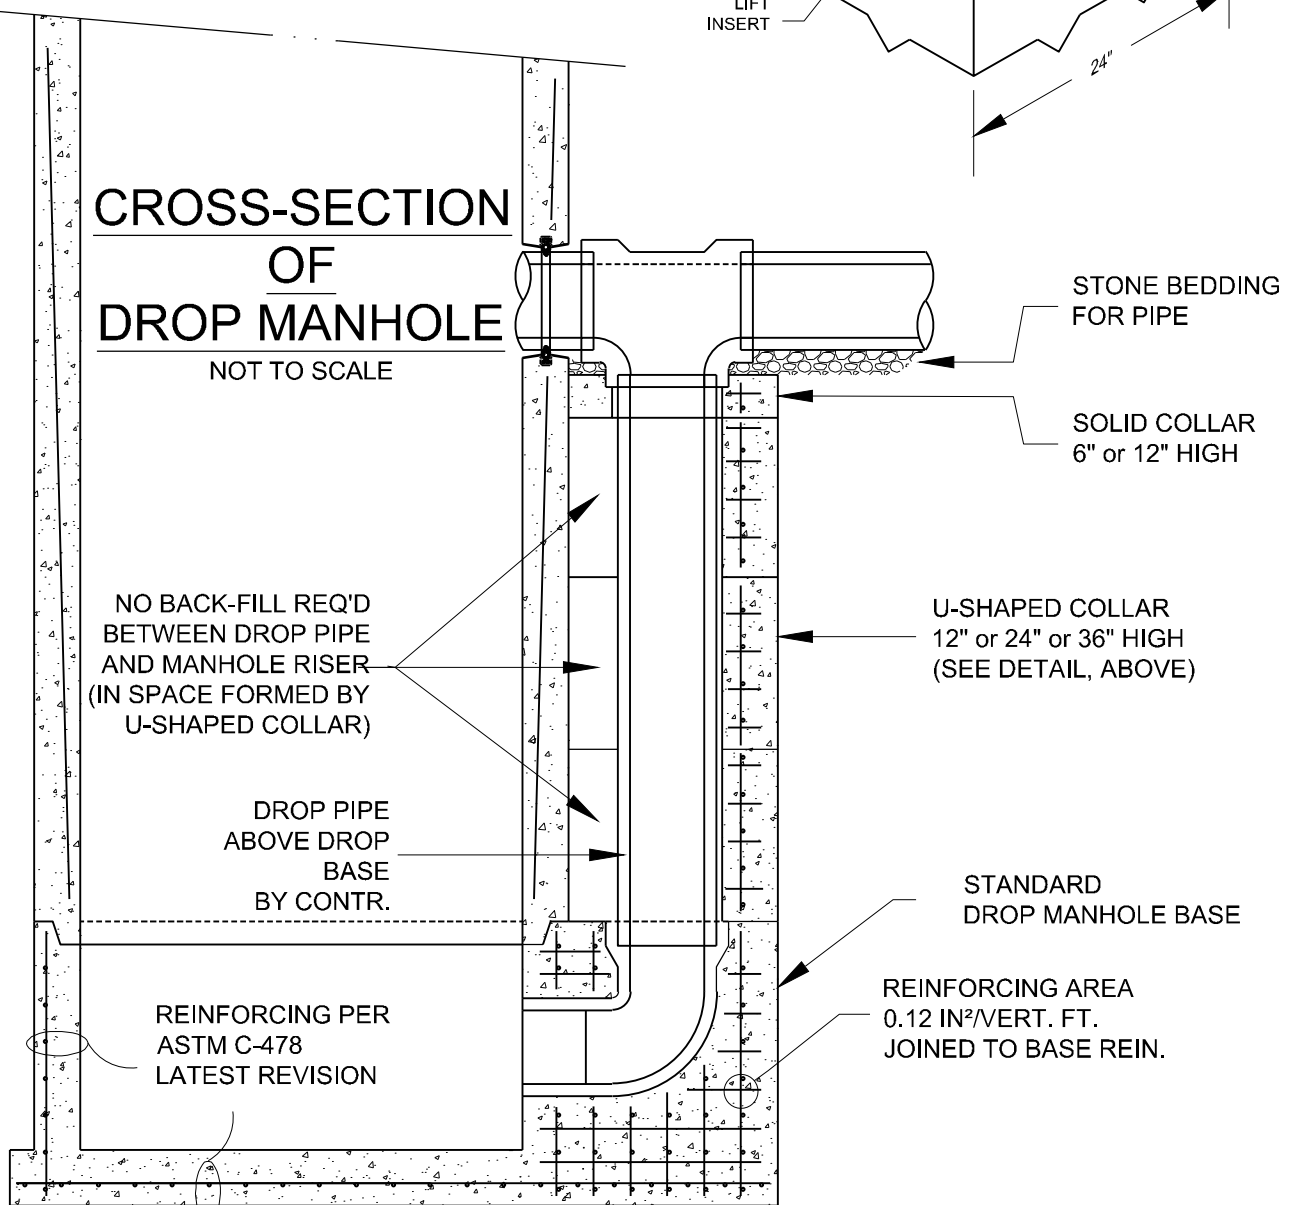 LIFT
INSERT
24"
CROSS-SECTION
OF
DROP MANHOLE
NOT TO SCALE
STONE BEDDING
FOR PIPE
SOLID COLLAR
6" or 12" HIGH
NO BACK-FILL REQ'D
BETWEEN DROP PIPE
AND MANHOLE RISER
(IN SPACE FORMED BY
U-SHAPED COLLAR)
U-SHAPED COLLAR
12" or 24" or 36" HIGH
(SEE DETAIL, ABOVE)
DROP PIPE
ABOVE DROP
BASE
BY CONTR.
STANDARD
DROP MANHOLE BASE
REINFORCING PER
ASTM C-478
LATEST REVISION
REINFORCING AREA
0.12 IN²/VERT. FT.
JOINED TO BASE REIN.